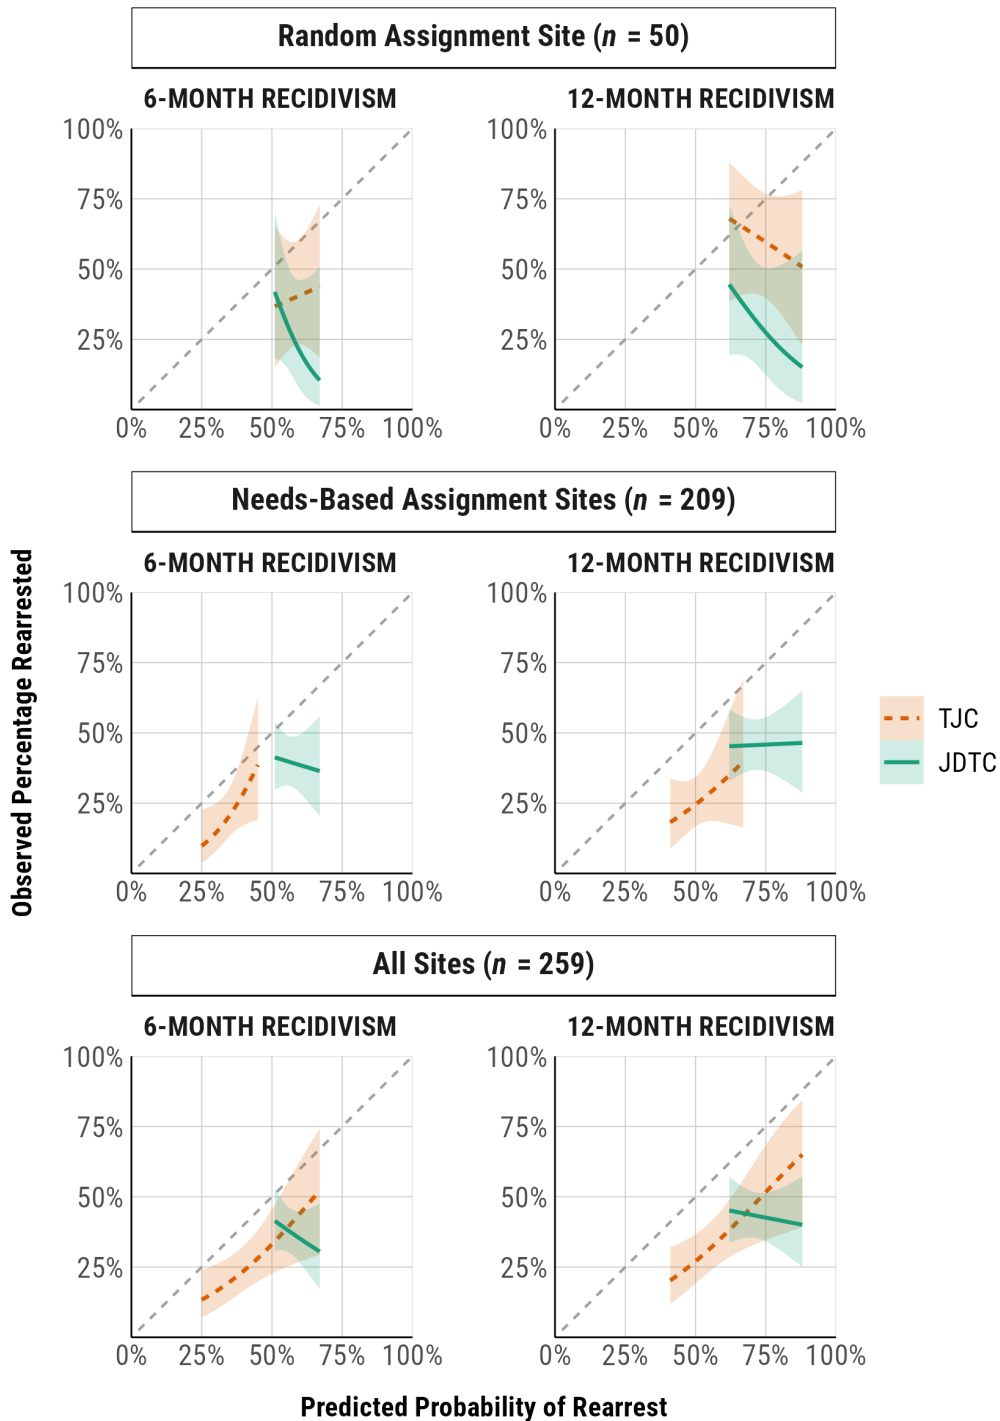 Random Assignment Site (n = 50)
6-MONTH RECIDIVISM
12-MONTH RECIDIVISM
100%
75%
50%
25%
0% 25% 50% 75% 100%
100%
75%
50%
25%
0% 25% 50% 75% 100%
Needs-Based Assignment Sites (n = 209)
6-MONTH RECIDIVISM
12-MONTH RECIDIVISM
100%
75%
50%
25%
0% 25% 50% 75% 100%
100%
75%
50%
25%
0% 25% 50% 75% 100%
All Sites (n = 259)
6-MONTH RECIDIVISM
12-MONTH RECIDIVISM
100%
75%
50%
25%
0% 25% 50% 75% 100%
100%
75%
50%
25%
0% 25% 50% 75% 100%
Observed Percentage Rearrested
Predicted Probability of Rearrest
TJC
JDTC